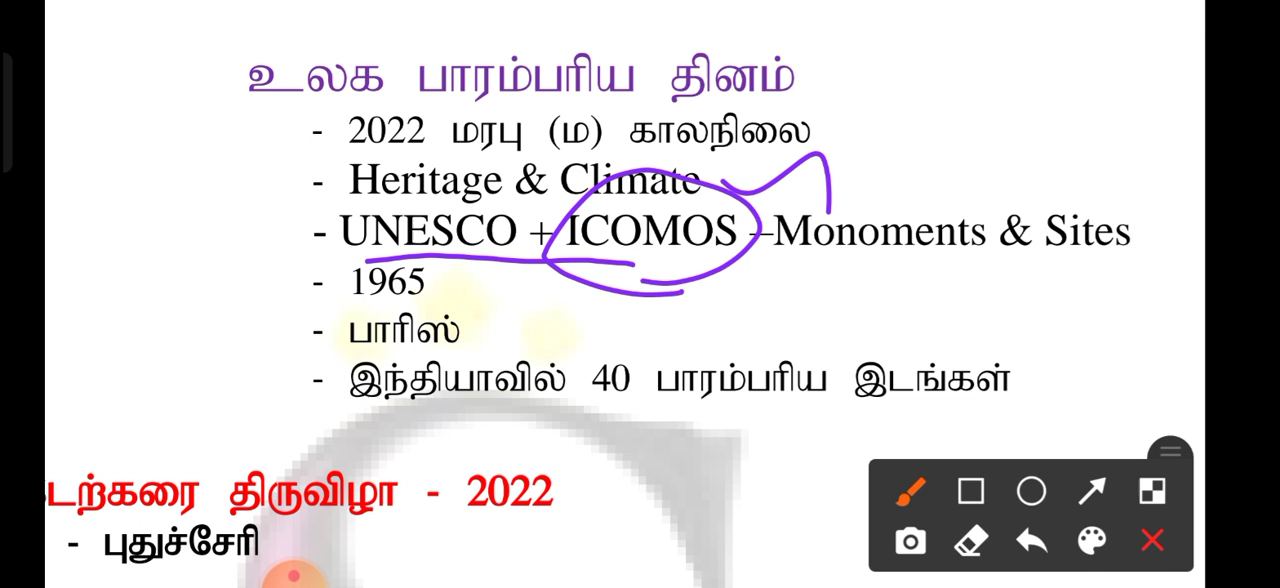 உலக பாரம்பரிய தினம்
- 2022 மரபு (ம) காலநிலை
- Heritage & Climate
- UNESCO + ICOMOS –Monoments & Sites
- 1965
- பாரிஸ்
- இந்தியாவில் 40 பாரம்பரிய இடங்கள்
டற்கரை திருவிழா - 2022
- புதுச்சேரி